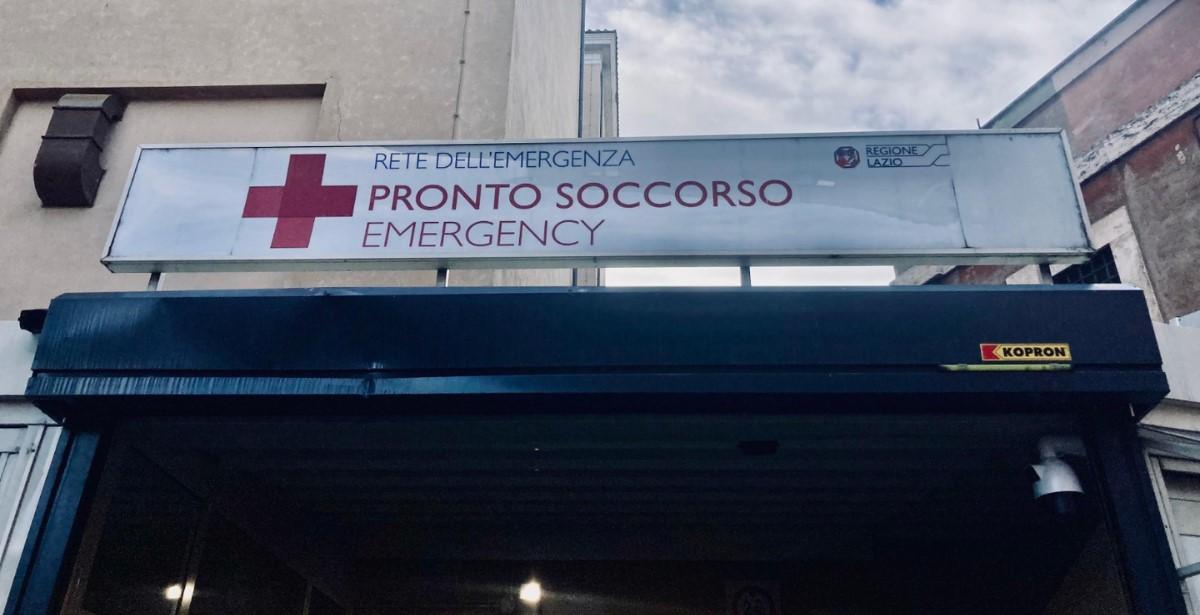 RETE DELL'EMERGENZA
PRONTO SOCCORSO
EMERGENCY
REGIONE
LAZIO
KOPRON